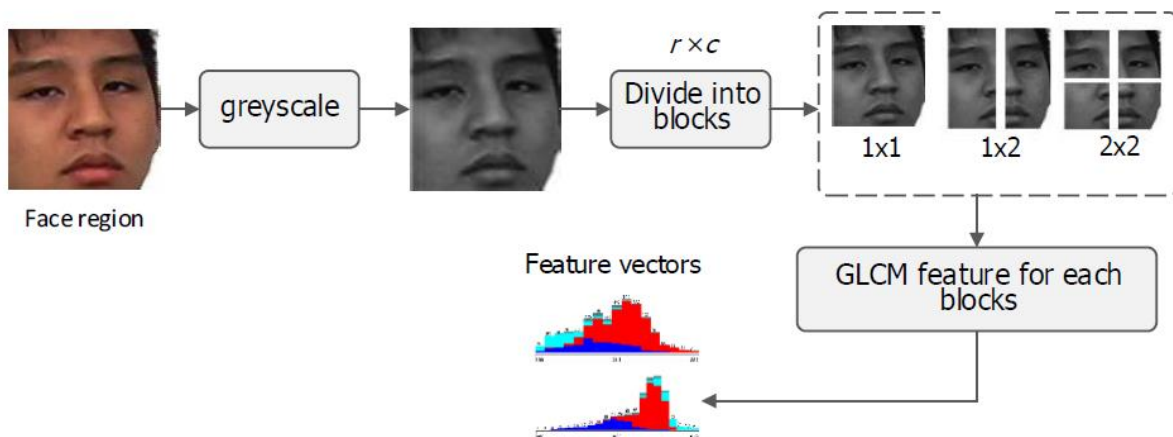 Face region
greyscale
r × c
Divide into
blocks
1x1
1x2
2x2
GLCM feature for each
blocks
Feature vectors